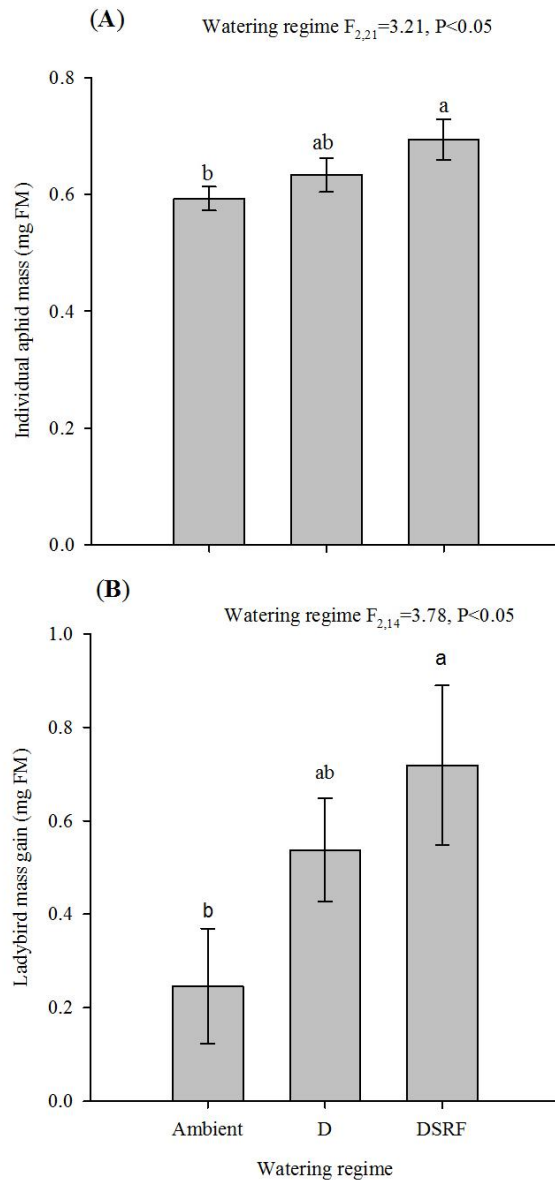 (A)
Watering regime F2,21=3.21, P<0.05
0.8
0.6
0.4
0.2
0.0
Individual aphid mass (mg FM)
b
ab
a
(B)
Watering regime F2,14=3.78, P<0.05
1.0
0.8
0.6
0.4
0.2
0.0
Ladybird mass gain (mg FM)
b
ab
a
Ambient D DSRF
Watering regime